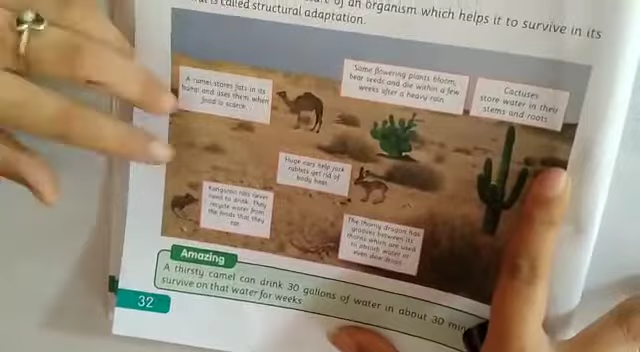 of an organism which helps it to survive in its
is called structural adaptation.
A camel stores fats in its
hump and uses them when
food is scarce.
Some flowering plants bloom,
bear seeds and die within a few
weeks after a heavy rain.
Cactuses
store water in their
stems and roots.
Huge ears help jack
rabbits get rid of
body heat.
Kangaroo rats never
need to drink. They
recycle water from
the foods that they
eat.
The thorny dragon has
grooves between its
thorns which are used
to absorb water or
even dew drops.
Amazing
A thirsty camel can drink 30 gallons of water in about 30 min
survive on that water for weeks
32